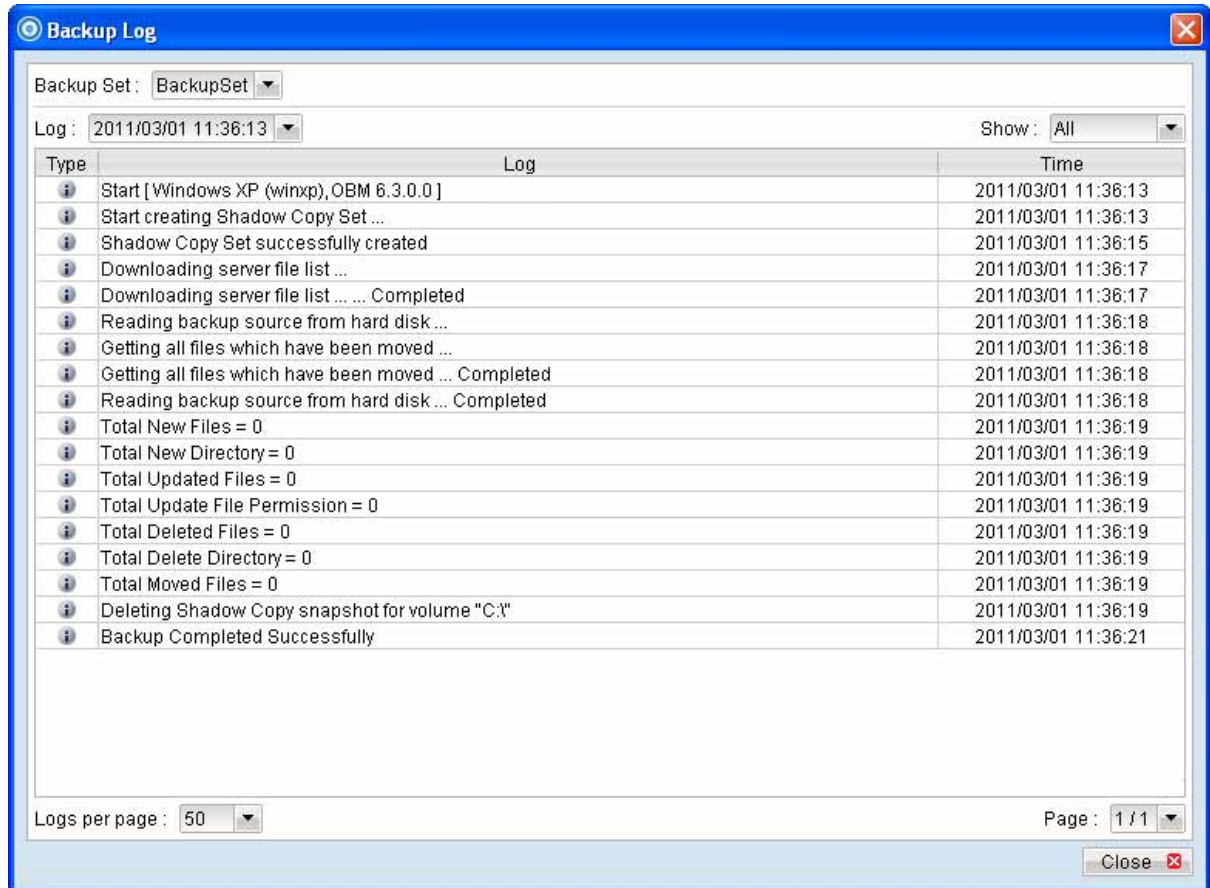 Backup Log
Backup Set : BackupSet
Log : 2011/03/01 11:36:13 Show : All
Type Log Time
Start [ Windows XP (winxp), OBM 6.3.0.0 ] 2011/03/01 11:36:13
Start creating Shadow Copy Set ... 2011/03/01 11:36:13
Shadow Copy Set successfully created 2011/03/01 11:36:15
Downloading server file list ... 2011/03/01 11:36:17
Downloading server file list ... ... Completed 2011/03/01 11:36:17
Reading backup source from hard disk ... 2011/03/01 11:36:18
Getting all files which have been moved ... 2011/03/01 11:36:18
Getting all files which have been moved ... Completed 2011/03/01 11:36:18
Reading backup source from hard disk ... Completed 2011/03/01 11:36:18
Total New Files = 0 2011/03/01 11:36:19
Total New Directory = 0 2011/03/01 11:36:19
Total Updated Files = 0 2011/03/01 11:36:19
Total Update File Permission = 0 2011/03/01 11:36:19
Total Deleted Files = 0 2011/03/01 11:36:19
Total Delete Directory = 0 2011/03/01 11:36:19
Total Moved Files = 0 2011/03/01 11:36:19
Deleting Shadow Copy snapshot for volume "C:\" 2011/03/01 11:36:19
Backup Completed Successfully 2011/03/01 11:36:21
Logs per page : 50 Page : 1 / 1
Close